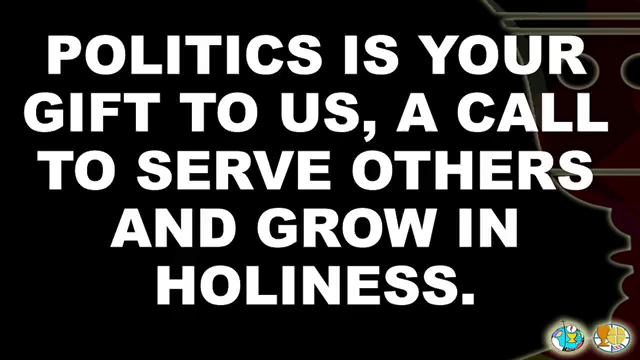 POLITICS IS YOUR
GIFT TO US, A CALL
TO SERVE OTHERS
AND GROW IN
HOLINESS.